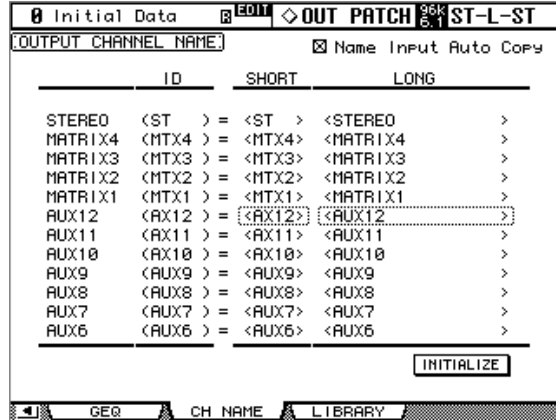 0 Initial Data R EDIT ◇OUT PATCH 96K 6.1 ST-L-ST
OUTPUT CHANNEL NAME
☒ Name Input Auto Copy
ID SHORT LONG
STEREO (ST ) = <ST > <STEREO >
MATRIX4 (MTX4 ) = <MTX4> <MATRIX4 >
MATRIX3 (MTX3 ) = <MTX3> <MATRIX3 >
MATRIX2 (MTX2 ) = <MTX2> <MATRIX2 >
MATRIX1 (MTX1 ) = <MTX1> <MATRIX1 >
AUX12 (AX12 ) = <AX12> <AUX12 >
AUX11 (AX11 ) = <AX11> <AUX11 >
AUX10 (AX10 ) = <AX10> <AUX10 >
AUX9 (AUX9 ) = <AUX9> <AUX9 >
AUX8 (AUX8 ) = <AUX8> <AUX8 >
AUX7 (AUX7 ) = <AUX7> <AUX7 >
AUX6 (AUX6 ) = <AUX6> <AUX6 >
INITIALIZE
GEQ CH NAME LIBRARY